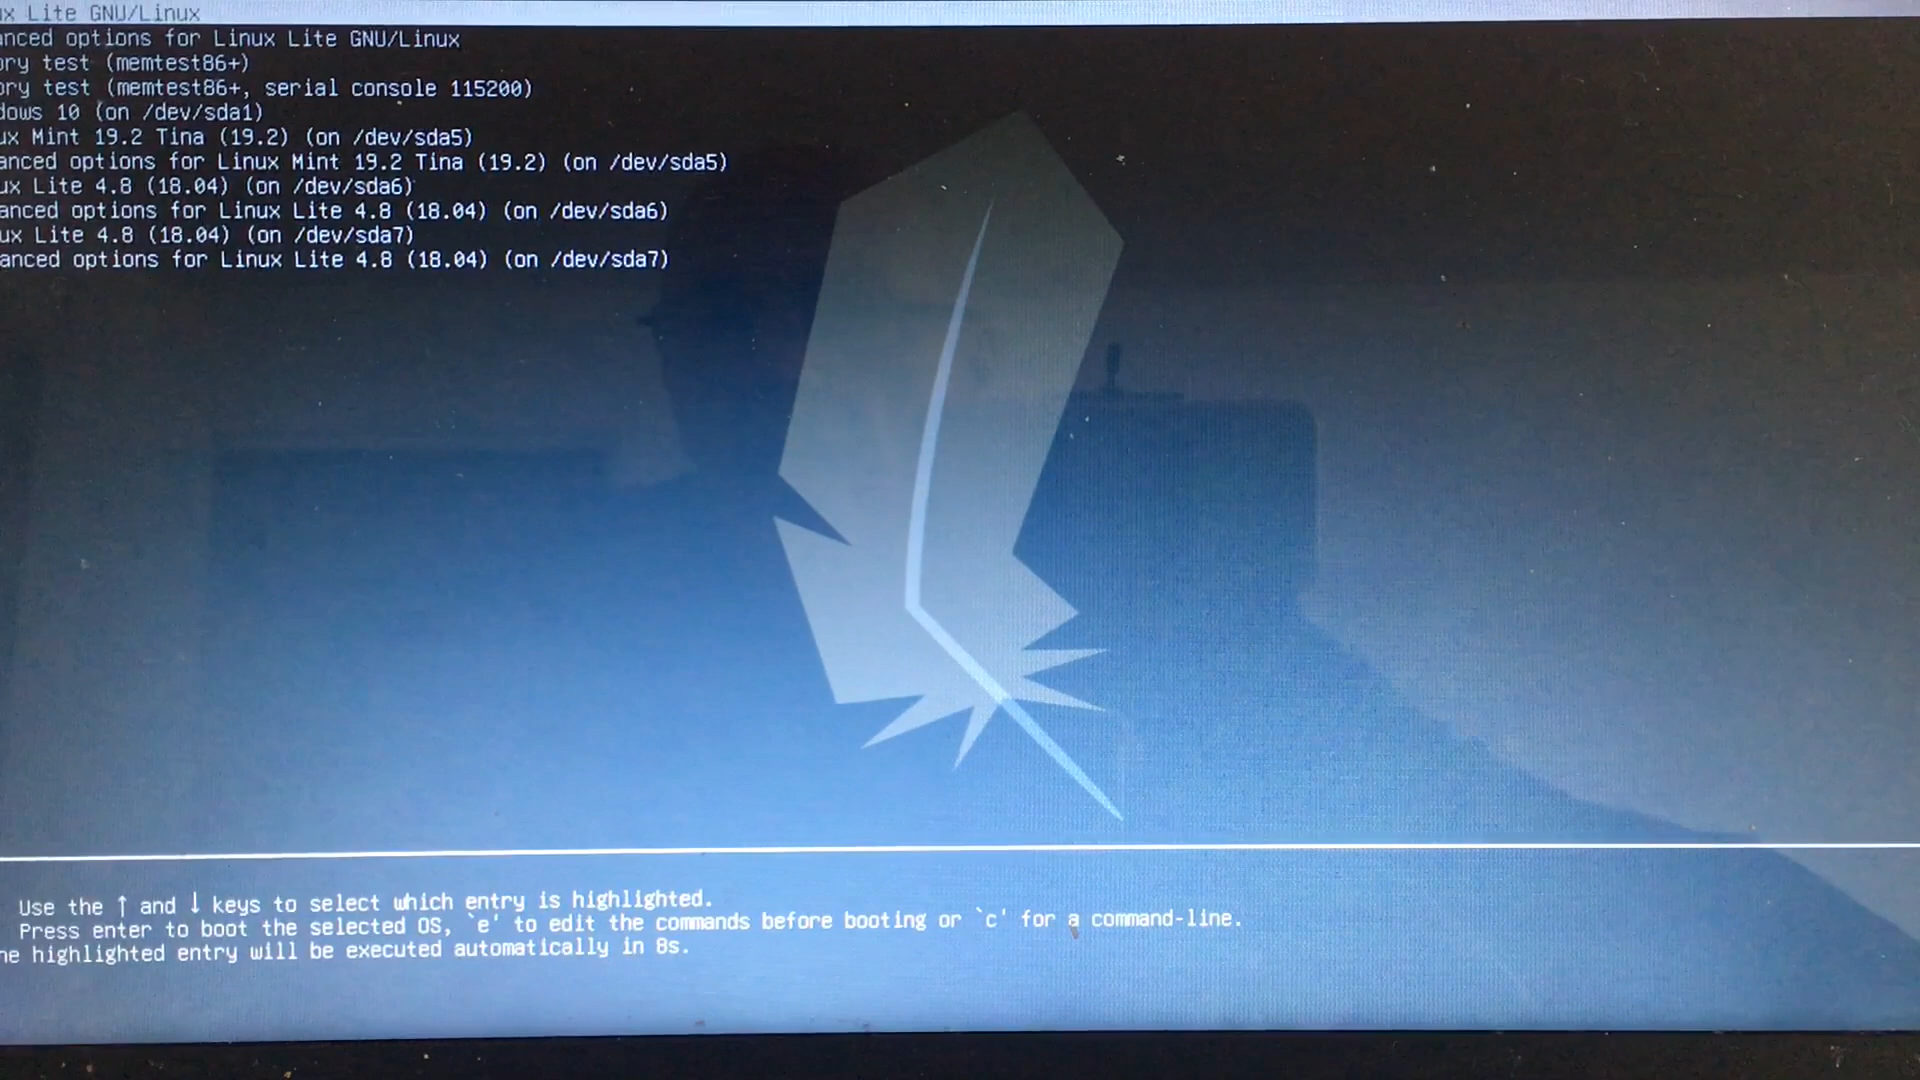 ux Lite GNU/Linux
anced options for Linux Lite GNU/Linux
ory test (memtest86+)
ory test (memtest86+, serial console 115200)
dows 10 (on /dev/sda1)
ux Mint 19.2 Tina (19.2) (on /dev/sda5)
anced options for Linux Mint 19.2 Tina (19.2) (on /dev/sda5)
ux Lite 4.8 (18.04) (on /dev/sda6)
anced options for Linux Lite 4.8 (18.04) (on /dev/sda6)
ux Lite 4.8 (18.04) (on /dev/sda7)
anced options for Linux Lite 4.8 (18.04) (on /dev/sda7)
Use the ↑ and ↓ keys to select which entry is highlighted.
Press enter to boot the selected OS, `e' to edit the commands before booting or `c' for a command-line.
he highlighted entry will be executed automatically in 8s.